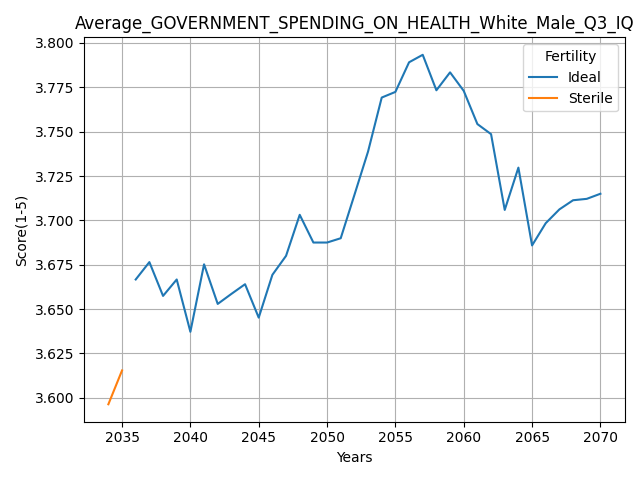 Average_GOVERNMENT_SPENDING_ON_HEALTH_White_Male_Q3_IQ
Fertility
Ideal
Sterile
Score(1-5)
3.800
3.775
3.750
3.725
3.700
3.675
3.650
3.625
3.600
2035 2040 2045 2050 2055 2060 2065 2070
Years